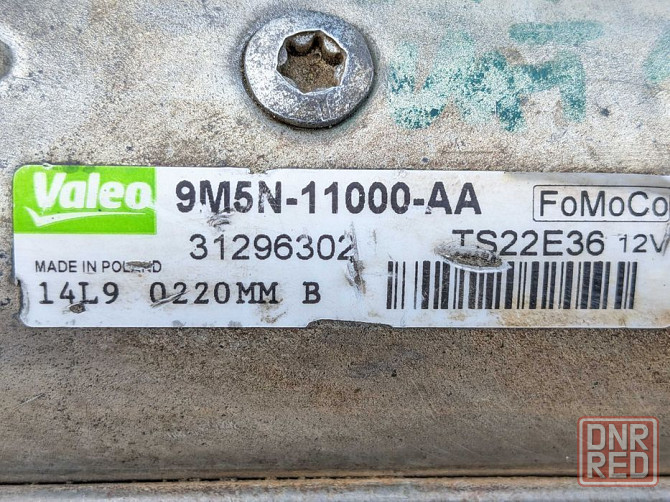 Valeo
9M5N-11000-AA
FoMoCo
31296302
TS22E36 12V
MADE IN POLAND
14L9 0220MM B
DNR
RED